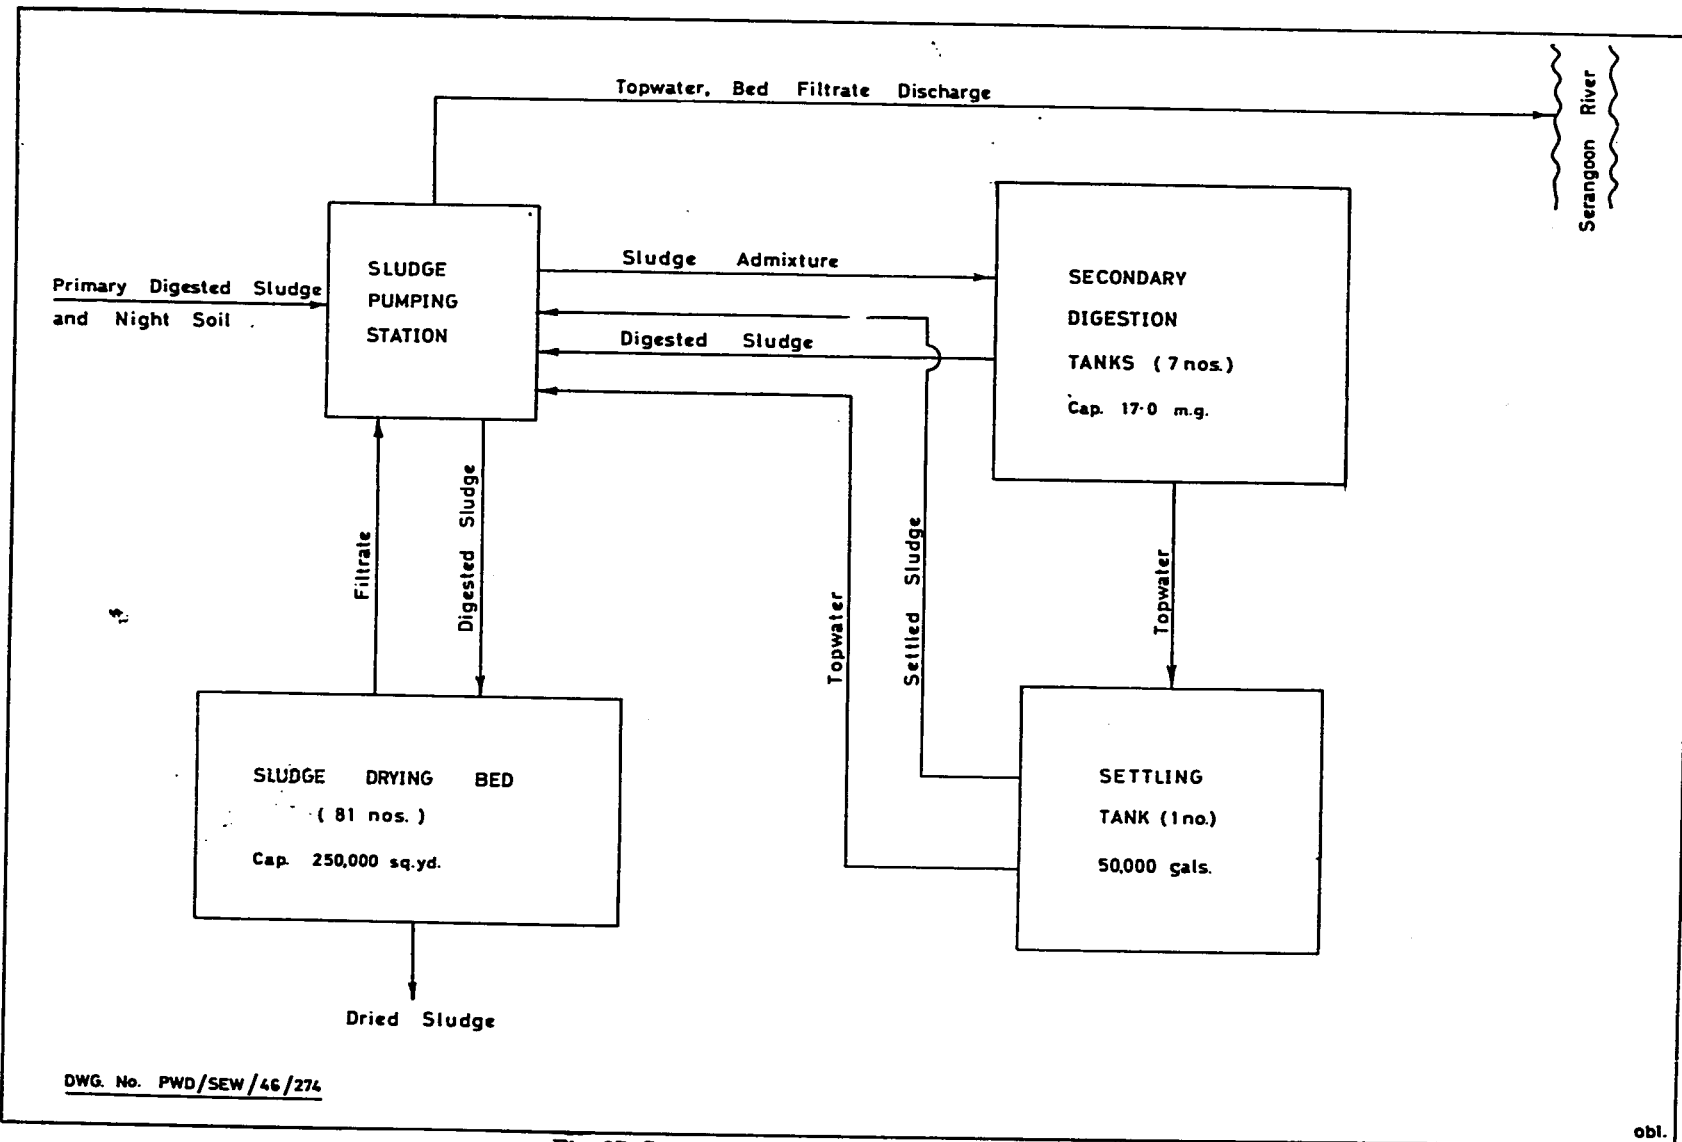 Topwater, Bed Filtrate Discharge
Serangoon River
Primary Digested Sludge
and Night Soil
SLUDGE
PUMPING
STATION
Sludge Admixture
Digested Sludge
SECONDARY
DIGESTION
TANKS (7 nos.)
Cap. 17·0 m.g.
Filtrate
Digested Sludge
Topwater
Settled Sludge
Topwater
SLUDGE DRYING BED
(81 nos.)
Cap. 250,000 sq.yd.
SETTLING
TANK (1 no.)
50,000 gals.
Dried Sludge
DWG. No. PWD/SEW/46/274
obl.